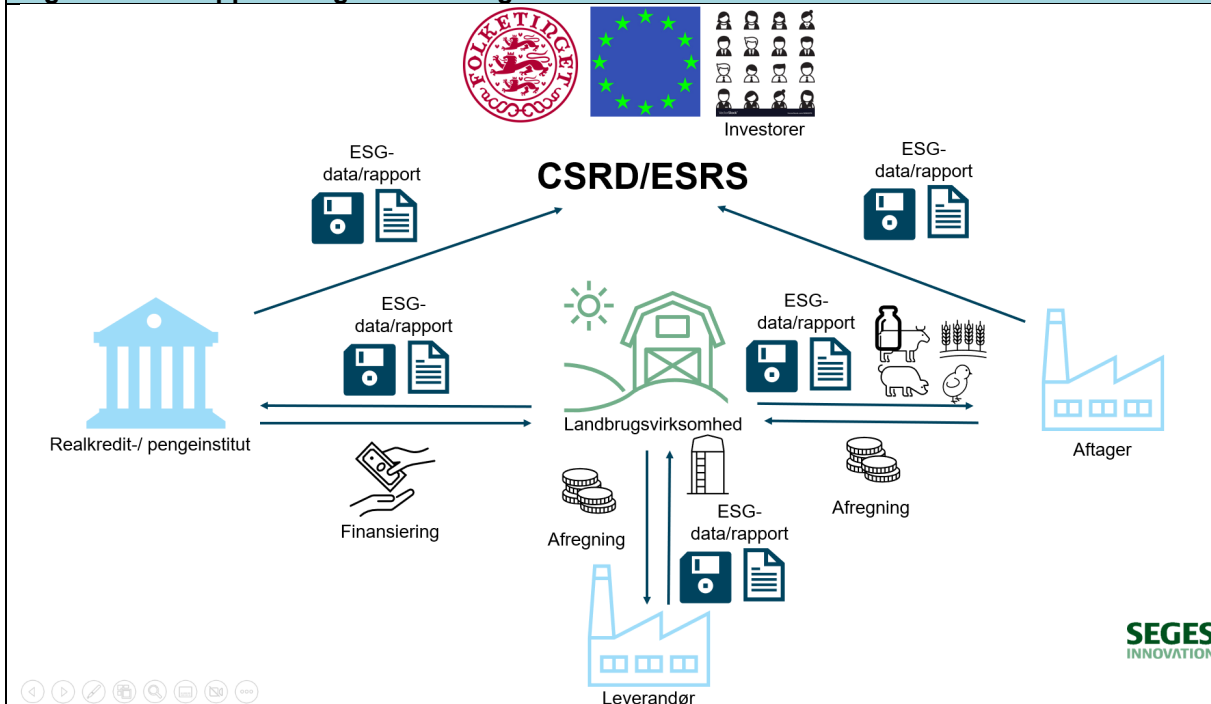 FOLKETINGET
Investorer
ESG-
data/rapport
CSRD/ESRS
ESG-
data/rapport
ESG-
data/rapport
ESG-
data/rapport
Realkredit-/ pengeinstitut
Landbrugsvirksomhed
Aftager
Finansiering
Afregning
ESG-
data/rapport
Afregning
Leverandør
SEGES
INNOVATION